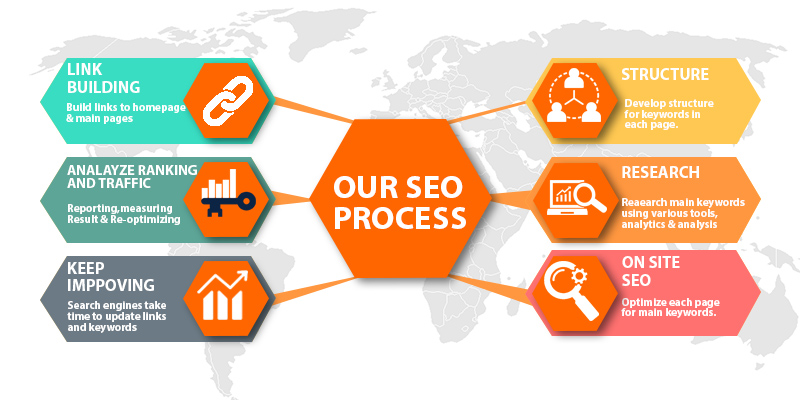 LINK
BUILDING
Build links to homepage
& main pages
ANALAYZE RANKING
AND TRAFFIC
Reporting,measuring
Result & Re-optimizing
KEEP
IMPPOVING
Search engines take
time to update links
and keywords
OUR SEO
PROCESS
STRUCTURE
Develop structure
for keywords in
each page.
RESEARCH
Reaearch main keywords
using various tools,
analytics & analysis
ON SITE
SEO
Optimize each page
for main keywords.